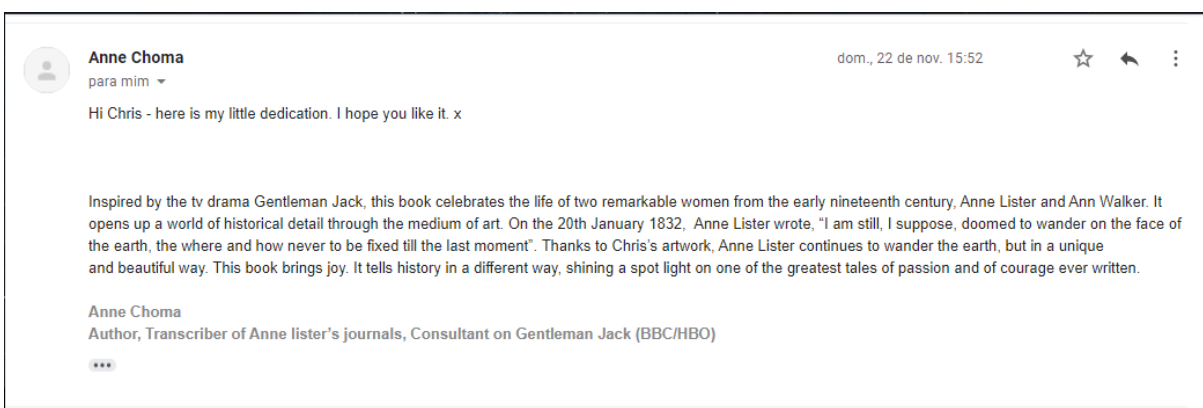 Anne Choma
dom., 22 de nov. 15:52
para mim
Hi Chris - here is my little dedication. I hope you like it. x
Inspired by the tv drama Gentleman Jack, this book celebrates the life of two remarkable women from the early nineteenth century, Anne Lister and Ann Walker. It
opens up a world of historical detail through the medium of art. On the 20th January 1832,  Anne Lister wrote, “I am still, I suppose, doomed to wander on the face of
the earth, the where and how never to be fixed till the last moment”. Thanks to Chris’s artwork, Anne Lister continues to wander the earth, but in a unique
and beautiful way. This book brings joy. It tells history in a different way, shining a spot light on one of the greatest tales of passion and of courage ever written.
Anne Choma
Author, Transcriber of Anne lister’s journals, Consultant on Gentleman Jack (BBC/HBO)